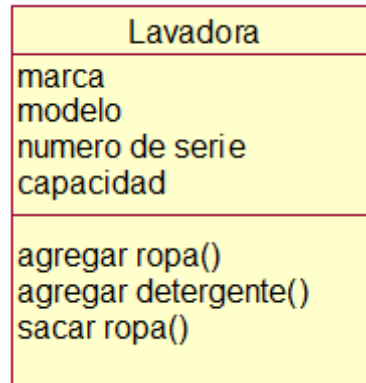 Lavadora
marca
modelo
numero de serie
capacidad
agregar ropa()
agregar detergente()
sacar ropa()